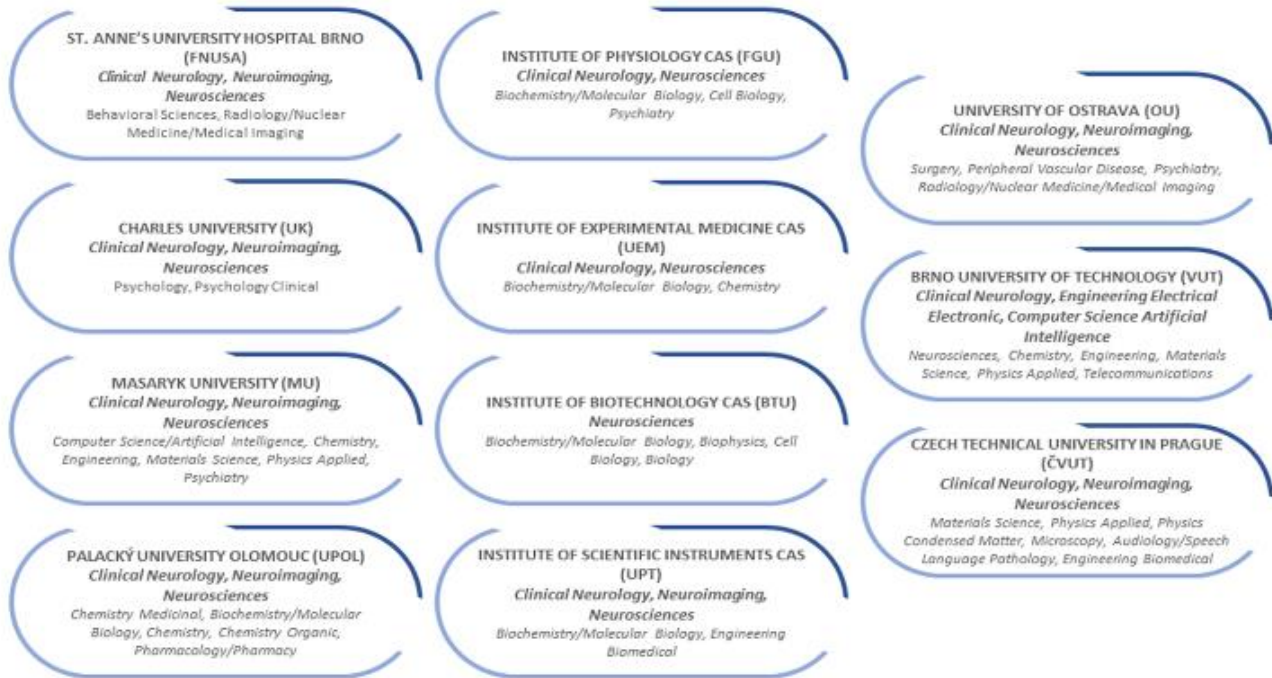 ST. ANNE'S UNIVERSITY HOSPITAL BRNO
(FNUSA)
Clinical Neurology, Neuroimaging,
Neurosciences
Behavioral Sciences, Radiology/Nuclear
Medicine/Medical Imaging
CHARLES UNIVERSITY (UK)
Clinical Neurology, Neuroimaging,
Neurosciences
Psychology, Psychology Clinical
MASARYK UNIVERSITY (MU)
Clinical Neurology, Neuroimaging,
Neurosciences
Computer Science/Artificial Intelligence, Chemistry,
Engineering, Materials Science, Physics Applied,
Psychiatry
PALACKÝ UNIVERSITY OLOMOUC (UPOL)
Clinical Neurology, Neuroimaging,
Neurosciences
Chemistry Medicinal, Biochemistry/Molecular
Biology, Chemistry, Chemistry Organic,
Pharmacology/Pharmacy
INSTITUTE OF PHYSIOLOGY CAS (FGU)
Clinical Neurology, Neurosciences
Biochemistry/Molecular Biology, Cell Biology,
Psychiatry
INSTITUTE OF EXPERIMENTAL MEDICINE CAS
(UEM)
Clinical Neurology, Neurosciences
Biochemistry/Molecular Biology, Chemistry
INSTITUTE OF BIOTECHNOLOGY CAS (BTU)
Neurosciences
Biochemistry/Molecular Biology, Biophysics, Cell
Biology, Biology
INSTITUTE OF SCIENTIFIC INSTRUMENTS CAS
(UPT)
Clinical Neurology, Neuroimaging,
Neurosciences
Biochemistry/Molecular Biology, Engineering
Biomedical
UNIVERSITY OF OSTRAVA (OU)
Clinical Neurology, Neuroimaging,
Neurosciences
Surgery, Peripheral Vascular Disease, Psychiatry,
Radiology/Nuclear Medicine/Medical Imaging
BRNO UNIVERSITY OF TECHNOLOGY (VUT)
Clinical Neurology, Engineering Electrical
Electronic, Computer Science Artificial
Intelligence
Neurosciences, Chemistry, Engineering, Materials
Science, Physics Applied, Telecommunications
CZECH TECHNICAL UNIVERSITY IN PRAGUE
(ČVUT)
Clinical Neurology, Neuroimaging,
Neurosciences
Materials Science, Physics Applied, Physics
Condensed Matter, Microscopy, Audiology/Speech
Language Pathology, Engineering Biomedical